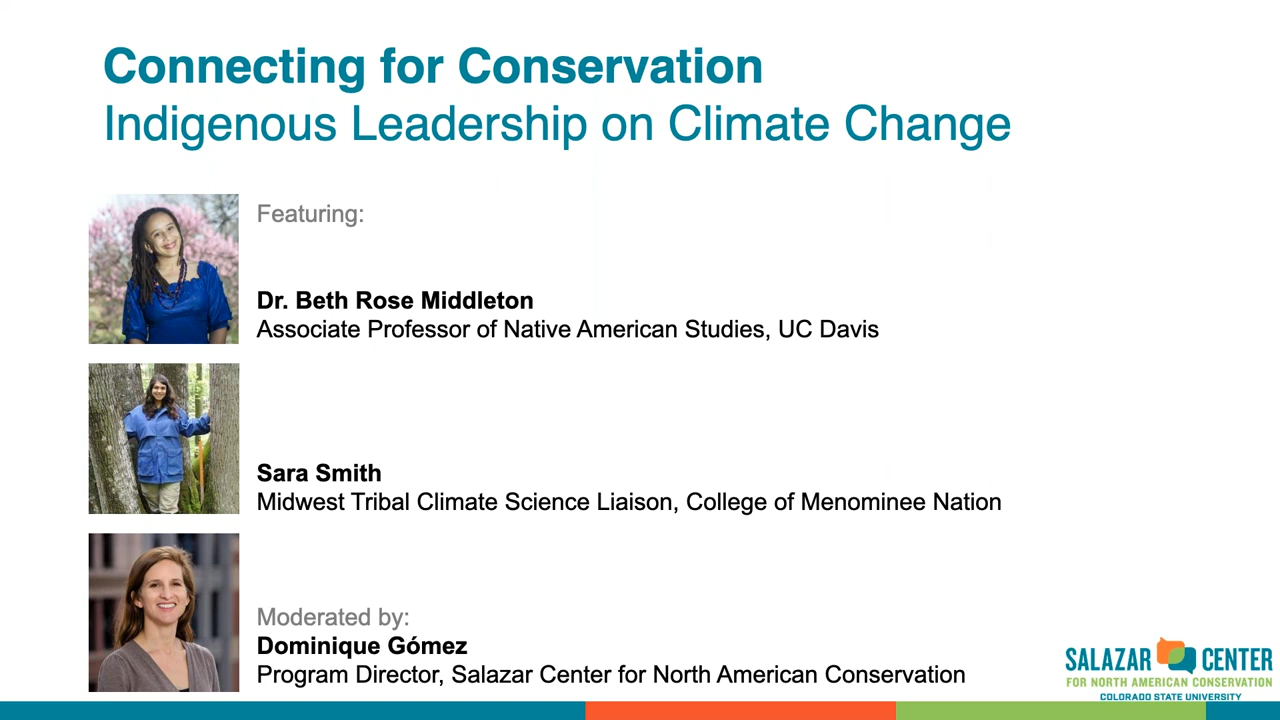 Connecting for Conservation
Indigenous Leadership on Climate Change
Featuring:
Dr. Beth Rose Middleton
Associate Professor of Native American Studies, UC Davis
Sara Smith
Midwest Tribal Climate Science Liaison, College of Menominee Nation
Moderated by:
Dominique Gómez
Program Director, Salazar Center for North American Conservation
SALAZAR CENTER
FOR NORTH AMERICAN CONSERVATION
COLORADO STATE UNIVERSITY